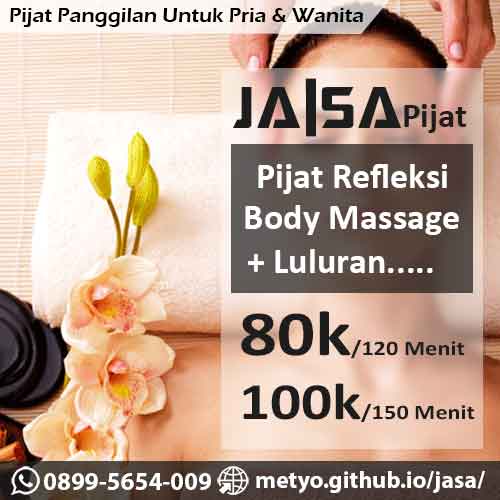 Pijat Panggilan Untuk Pria & Wanita
JA|SA Pijat
Pijat Refleksi
Body Massage
+ Luluran.....
80k/120 Menit
100k/150 Menit
0899-5654-009 metyo.github.io/jasa/